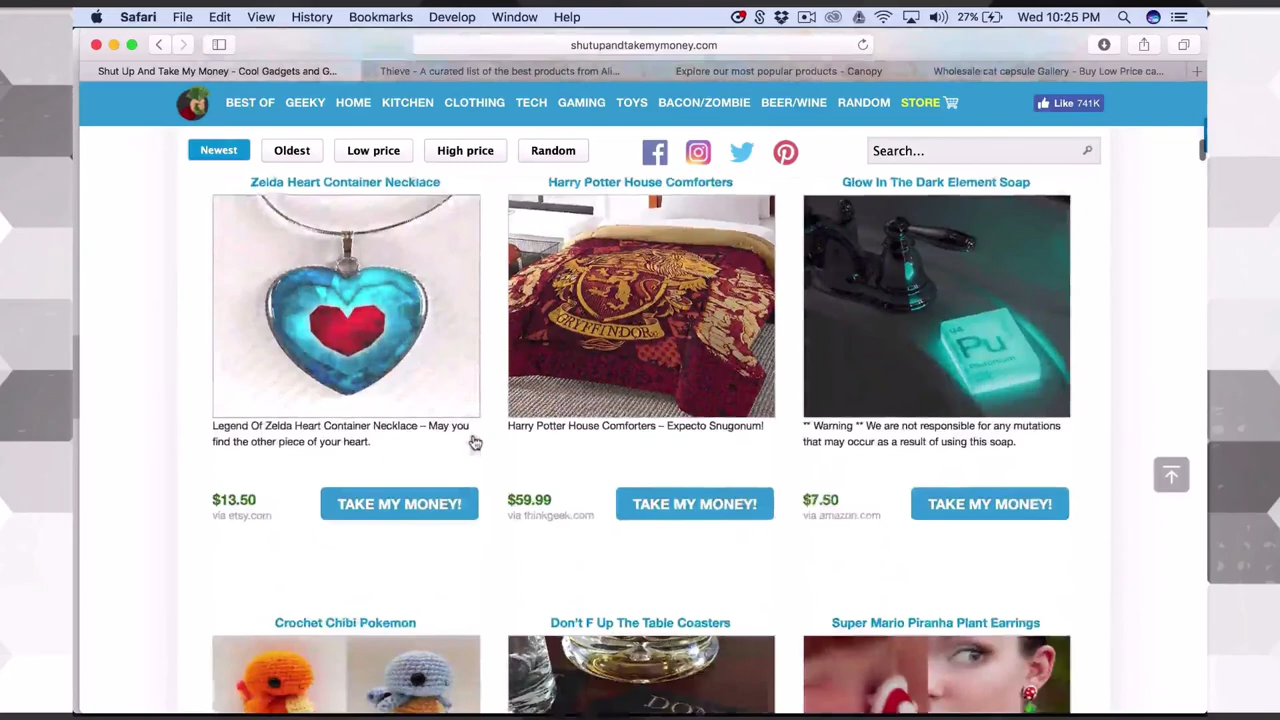 Safari File Edit View History Bookmarks Develop Window Help 27% Wed 10:25 PM
shutupandtakemymoney.com
Shut Up And Take My Money - Cool Gadgets and G... Thieve - A curated list of the best products from Ali... Explore our most popular products - Canopy Wholesale cat capsule Gallery - Buy Low Price ca...
BEST OF GEEKY HOME KITCHEN CLOTHING TECH GAMING TOYS BACON/ZOMBIE BEER/WINE RANDOM STORE Like 741K
Newest Oldest Low price High price Random Search...
Zelda Heart Container Necklace Harry Potter House Comforters Glow In The Dark Element Soap
GRYFFINDOR
94
Pu
Plutonium
Legend Of Zelda Heart Container Necklace – May you
find the other piece of your heart.
Harry Potter House Comforters – Expecto Snugonum!
** Warning ** We are not responsible for any mutations
that may occur as a result of using this soap.
$13.50 TAKE MY MONEY! $59.99 TAKE MY MONEY! $7.50 TAKE MY MONEY!
via etsy.com via thinkgeek.com via amazon.com
Crochet Chibi Pokemon Don't F Up The Table Coasters Super Mario Piranha Plant Earrings